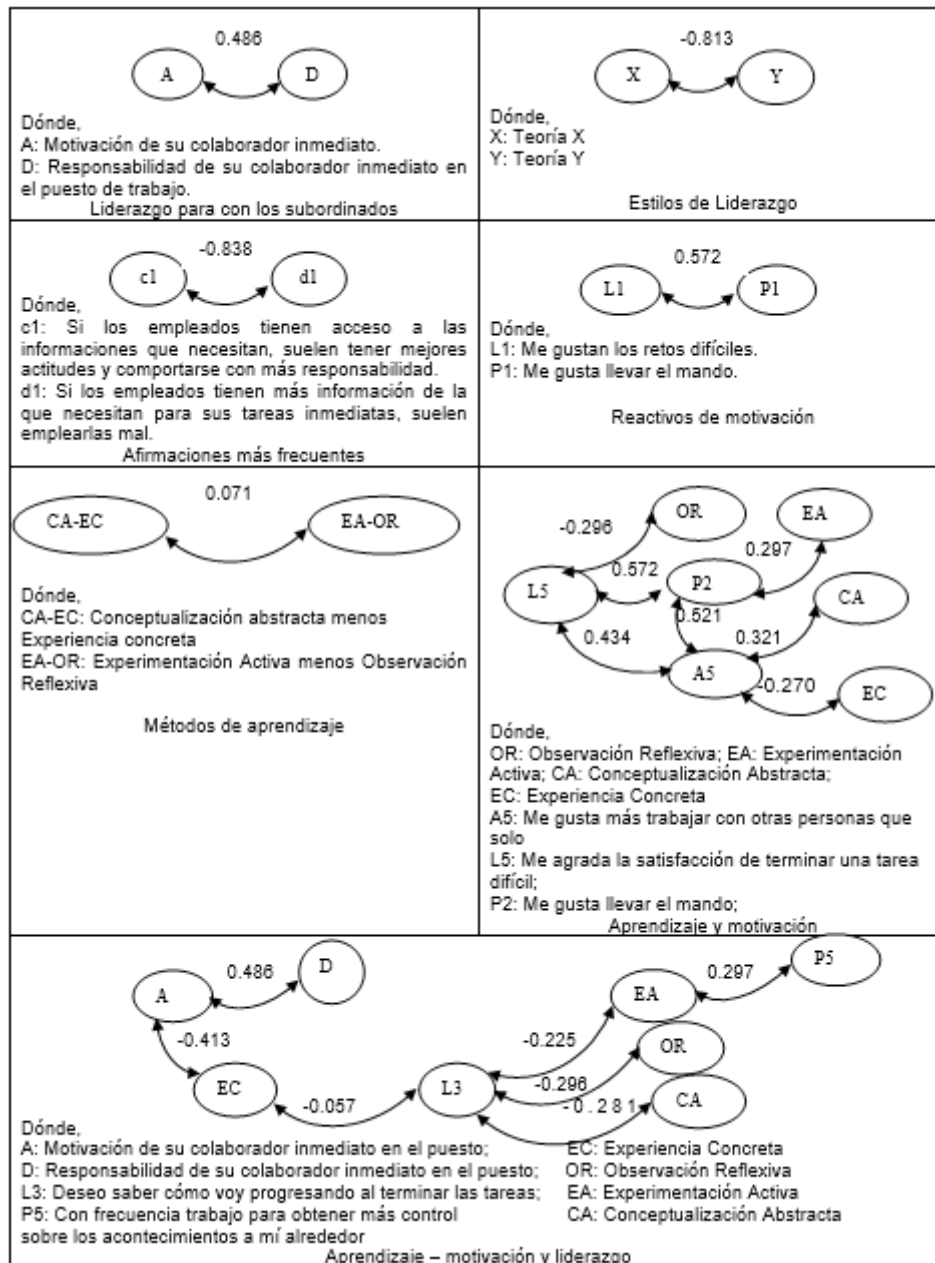 0.486
A
D
Dónde,
A: Motivación de su colaborador inmediato.
D: Responsabilidad de su colaborador inmediato en
el puesto de trabajo.
Liderazgo para con los subordinados
-0.813
X
Y
Dónde,
X: Teoría X
Y: Teoría Y
Estilos de Liderazgo
-0.838
c1
d1
Dónde,
c1: Si los empleados tienen acceso a las
informaciones que necesitan, suelen tener mejores
actitudes y comportarse con más responsabilidad.
d1: Si los empleados tienen más información de la
que necesitan para sus tareas inmediatas, suelen
emplearlas mal.
Afirmaciones más frecuentes
0.572
L1
P1
Dónde,
L1: Me gustan los retos difíciles.
P1: Me gusta llevar el mando.
Reactivos de motivación
0.071
CA-EC
EA-OR
Dónde,
CA-EC: Conceptualización abstracta menos
Experiencia concreta
EA-OR: Experimentación Activa menos Observación
Reflexiva
Métodos de aprendizaje
OR
EA
-0.296
0.297
0.572
P2
L5
CA
0.521
0.434
0.321
A5
-0.270
EC
Dónde,
OR: Observación Reflexiva; EA: Experimentación
Activa; CA: Conceptualización Abstracta;
EC: Experiencia Concreta
A5: Me gusta más trabajar con otras personas que
solo
L5: Me agrada la satisfacción de terminar una tarea
difícil;
P2: Me gusta llevar el mando;
Aprendizaje y motivación
0.486
D
0.297
P5
A
EA
-0.413
-0.225
OR
EC
L3
-0.296
-0.057
-0.281
CA
Dónde,
A: Motivación de su colaborador inmediato en el puesto; EC: Experiencia Concreta
D: Responsabilidad de su colaborador inmediato en el puesto; OR: Observación Reflexiva
L3: Deseo saber cómo voy progresando al terminar las tareas; EA: Experimentación Activa
P5: Con frecuencia trabajo para obtener más control CA: Conceptualización Abstracta
sobre los acontecimientos a mí alrededor
Aprendizaje – motivación y liderazgo